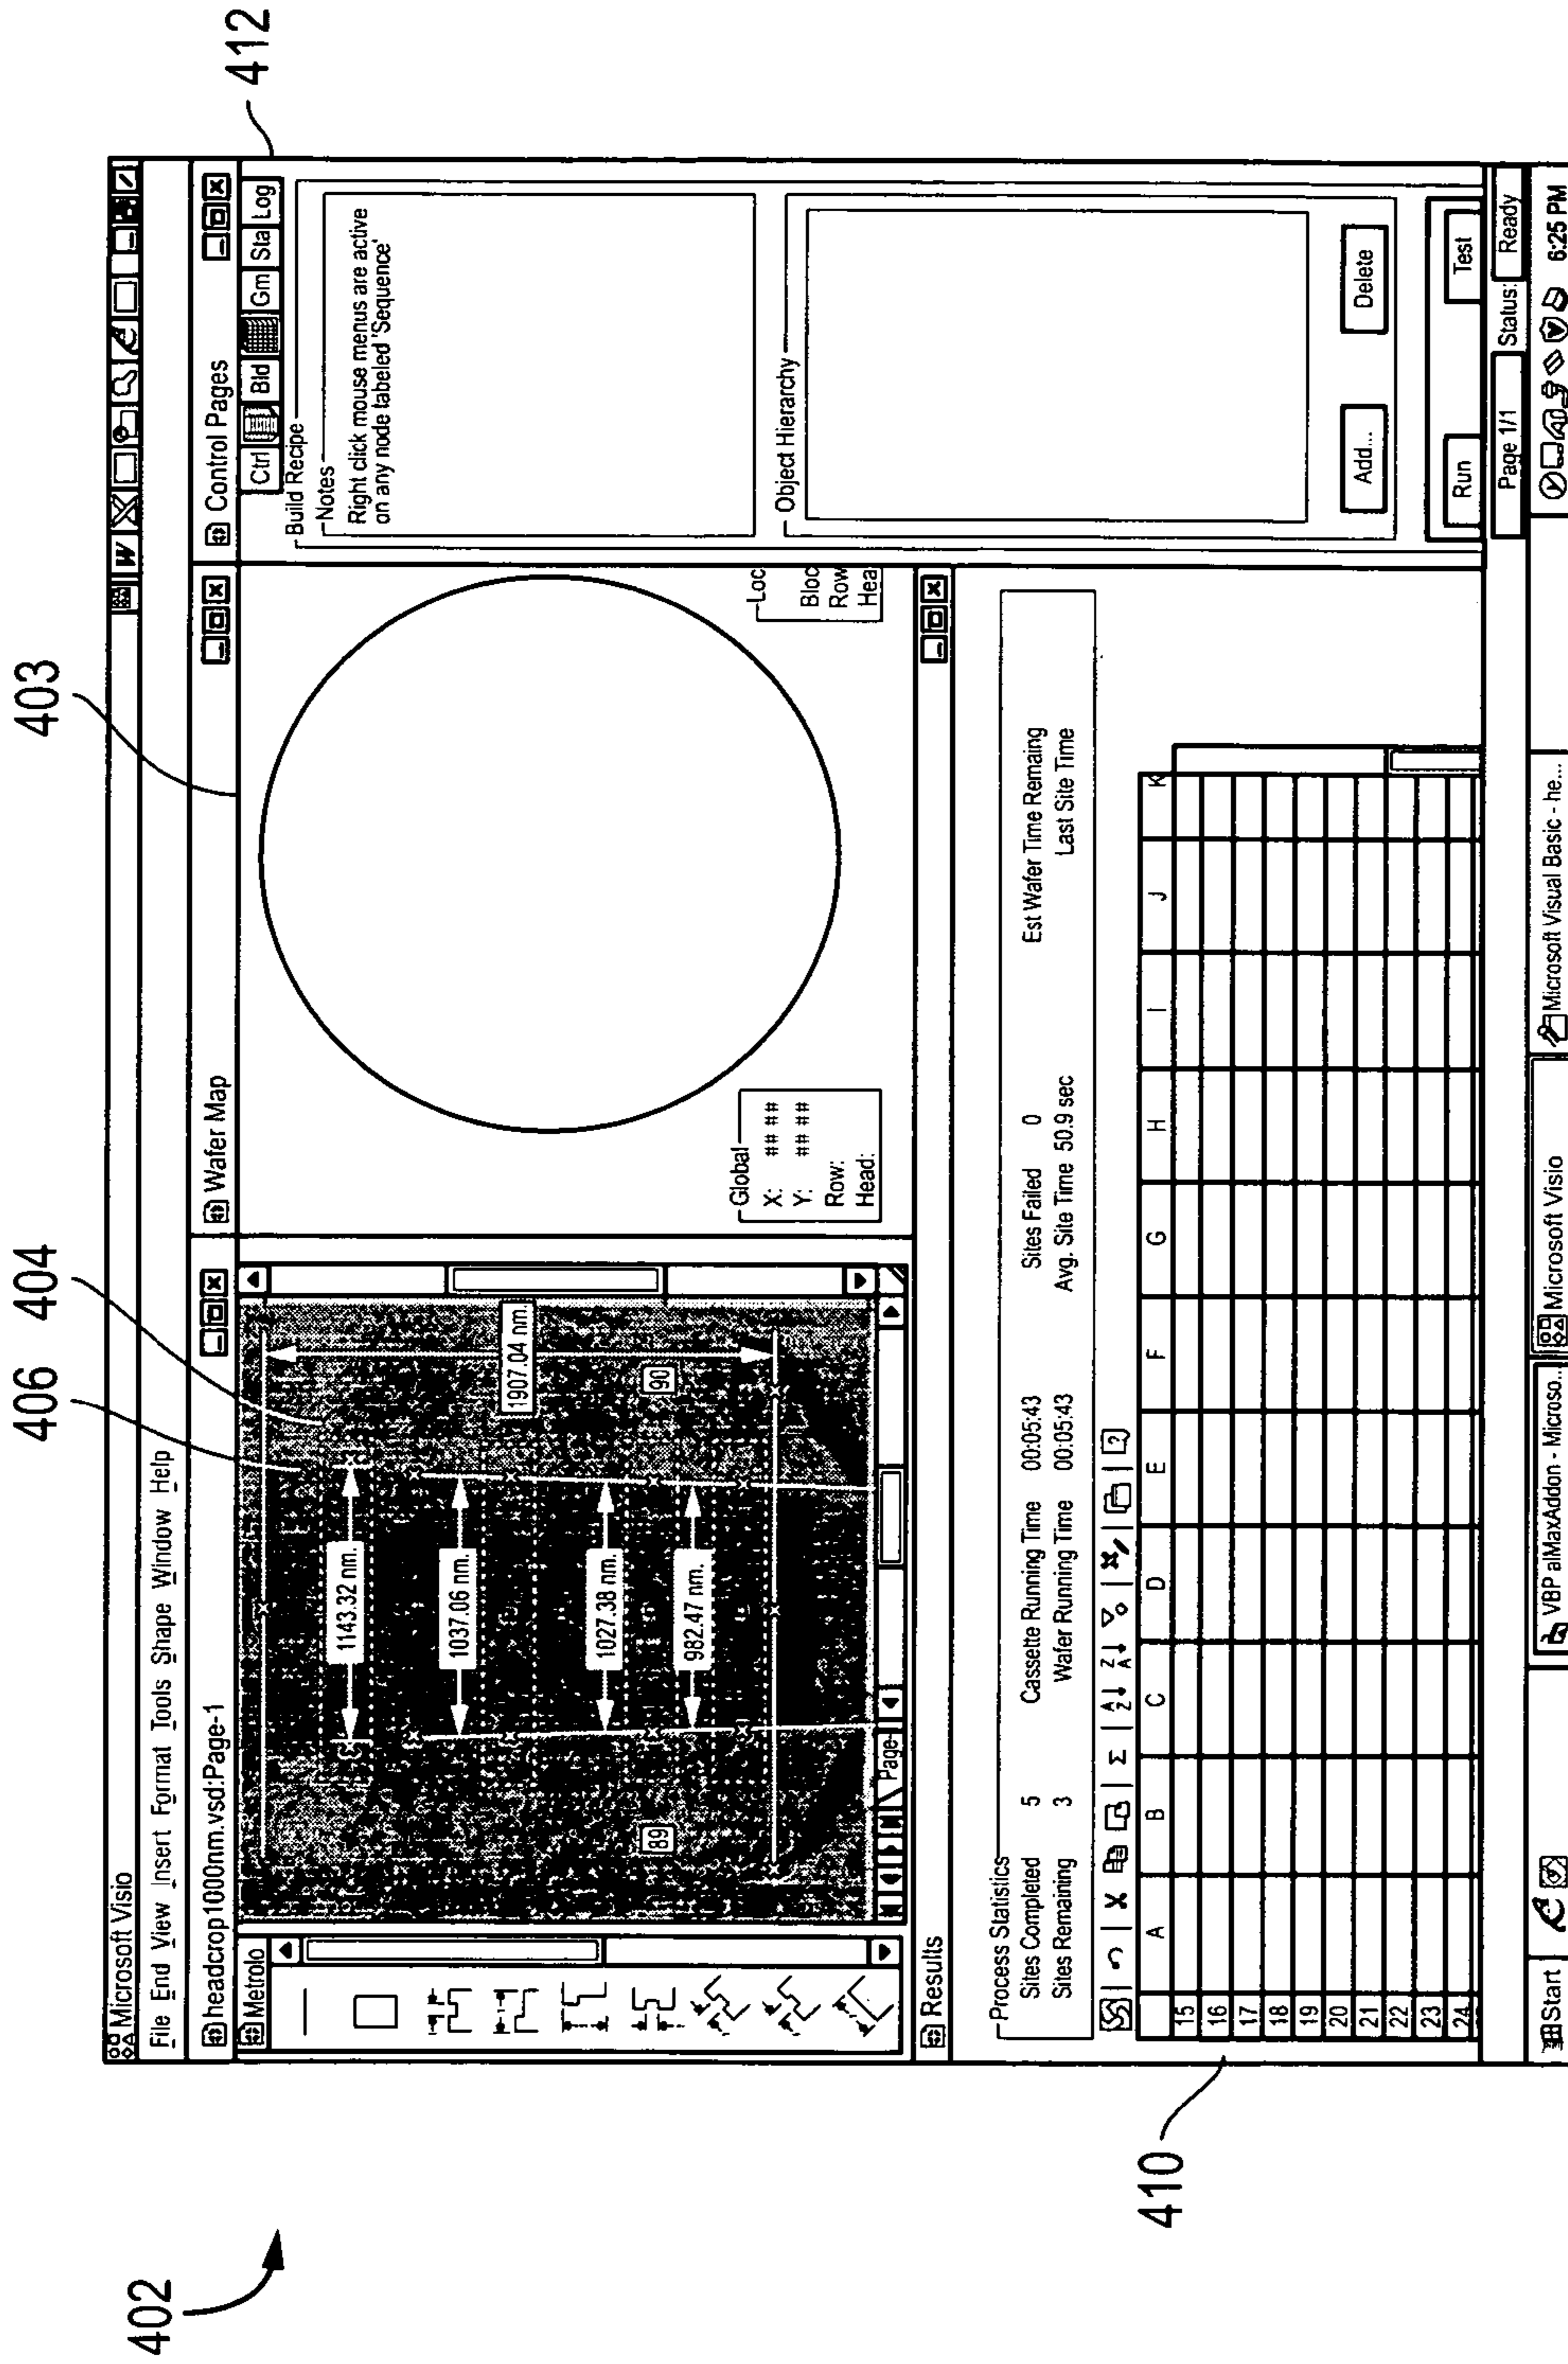 402
406
404
403
412
410
Microsoft Visio
W
File End View Insert Format Tools Shape Window Help
headcrop1000nm.vsd:Page-1
Metrolo
1143.32 nm.
1037.06 nm.
1027.38 nm.
982.47 nm.
1907.04 nm.
89
90
Page-
Wafer Map
Global
X: ## ##
Y: ## ##
Row:
Head:
Loc
Bloc
Row
Hea
Control Pages
Ctrl Bld Gm Sta Log
Build Recipe
Notes
Right click mouse menus are active
on any node labeled 'Sequence'
Object Hierarchy
Add... Delete
Run Test
Results
Process Statistics
Sites Completed 5 Cassette Running Time 00:05:43 Sites Failed 0 Est Wafer Time Remaing
Sites Remaining 3 Wafer Running Time 00:05:43 Avg. Site Time 50.9 sec Last Site Time
A B C D E F G H I J K
15
16
17
18
19
20
21
22
23
24
Page 1/1 Status: Ready
Start VBP alMaxAddon - Microso... Microsoft Visio Microsoft Visual Basic - he... 6:25 PM